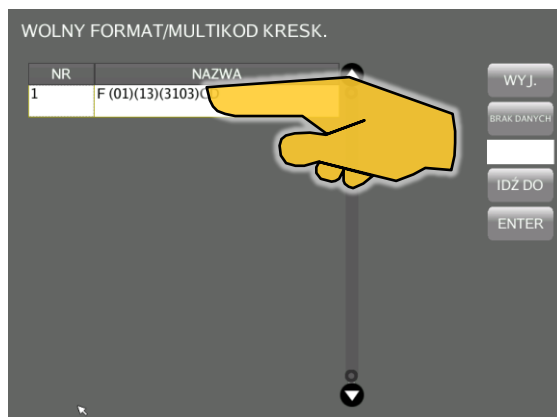 WOLNY FORMAT/MULTIKOD KRESK.
NR NAZWA
1 F (01)(13)(3103)
WYJ.
BRAK DANYCH
IDŹ DO
ENTER